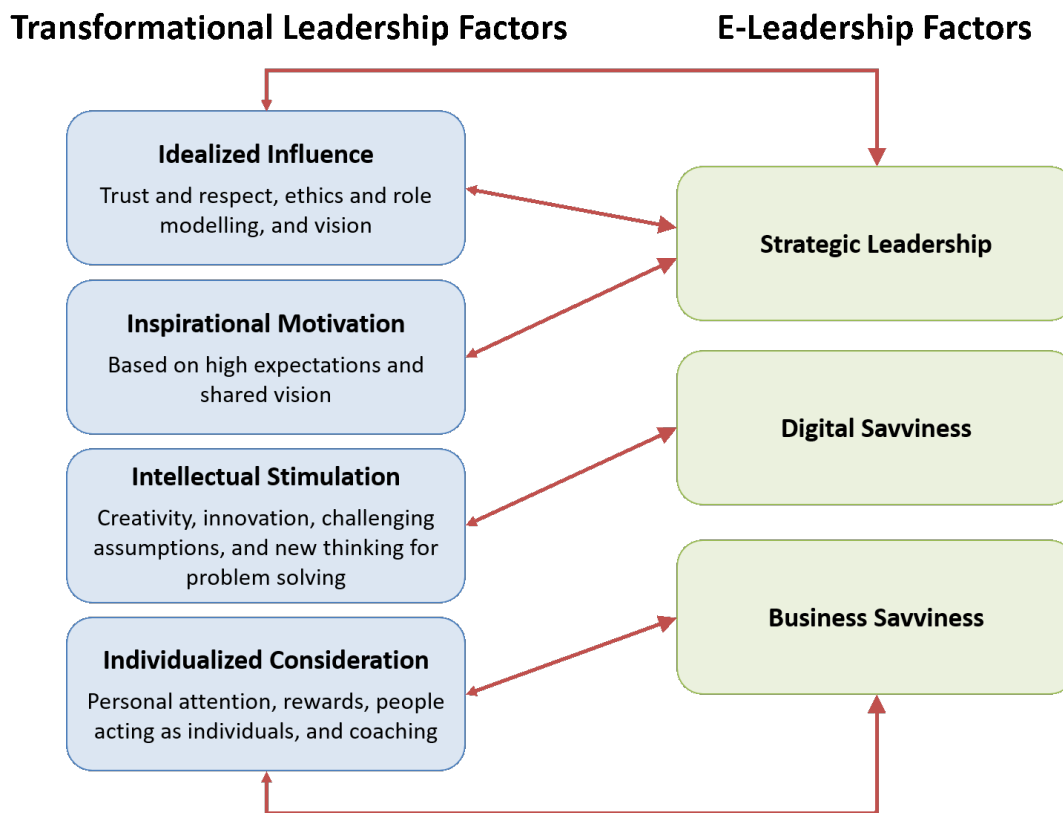 Transformational Leadership Factors
E-Leadership Factors
Idealized Influence
Trust and respect, ethics and role
modelling, and vision
Inspirational Motivation
Based on high expectations and
shared vision
Intellectual Stimulation
Creativity, innovation, challenging
assumptions, and new thinking for
problem solving
Individualized Consideration
Personal attention, rewards, people
acting as individuals, and coaching
Strategic Leadership
Digital Savviness
Business Savviness